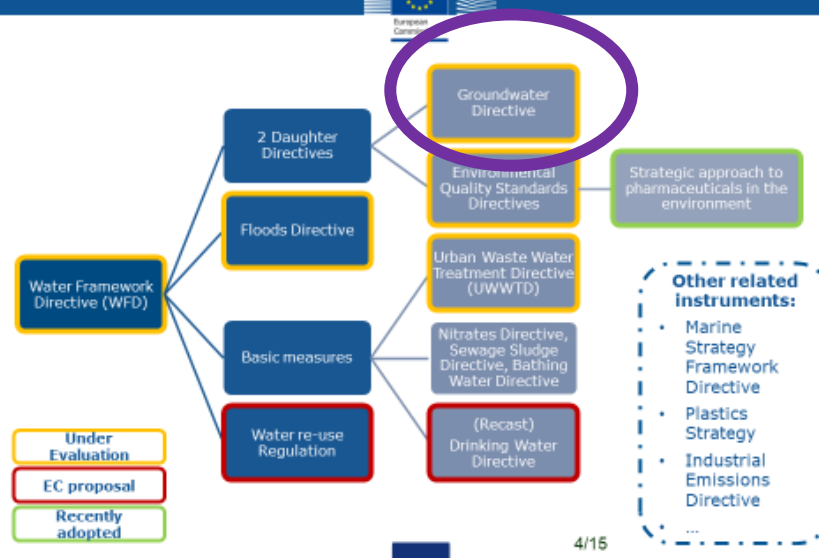 European
Commission
Groundwater
Directive
2 Daughter
Directives
Environmental
Quality Standards
Directives
Strategic approach to
pharmaceuticals in the
environment
Floods Directive
Urban Waste Water
Treatment Directive
(UWWTD)
Water Framework
Directive (WFD)
Other related
instruments:
• Marine
Strategy
Framework
Directive
• Plastics
Strategy
• Industrial
Emissions
Directive
...
Basic measures
Nitrates Directive,
Sewage Sludge
Directive, Bathing
Water Directive
Water re-use
Regulation
(Recast)
Drinking Water
Directive
Under
Evaluation
EC proposal
Recently
adopted
4/15